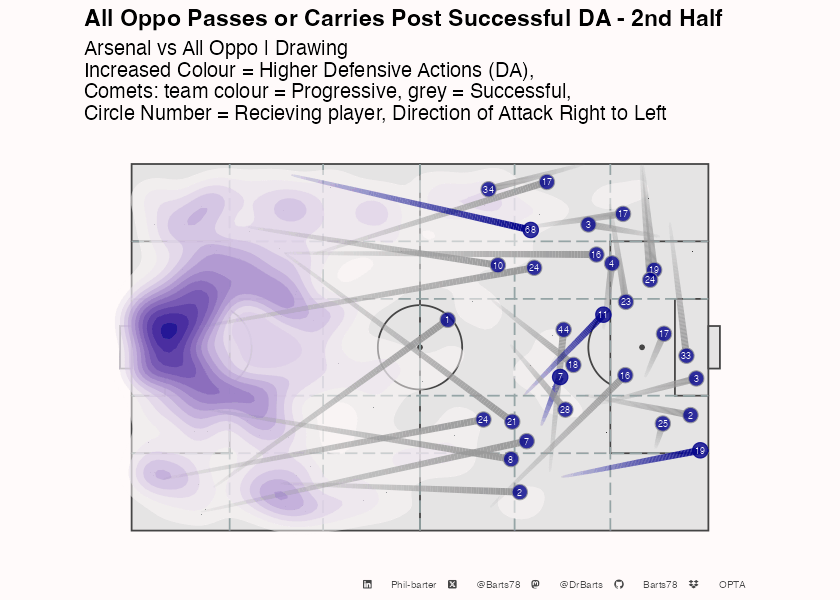 All Oppo Passes or Carries Post Successful DA - 2nd Half
Arsenal vs All Oppo | Drawing
Increased Colour = Higher Defensive Actions (DA),
Comets: team colour = Progressive, grey = Successful,
Circle Number = Recieving player, Direction of Attack Right to Left
34 17
68 3 17
10 24 16 4 19
24
23
1 11
44 17
18 33
7 16 3
28 2
24 21 25
7
8 19
2
Phil-barter @Barts78 @DrBarts Barts78 OPTA